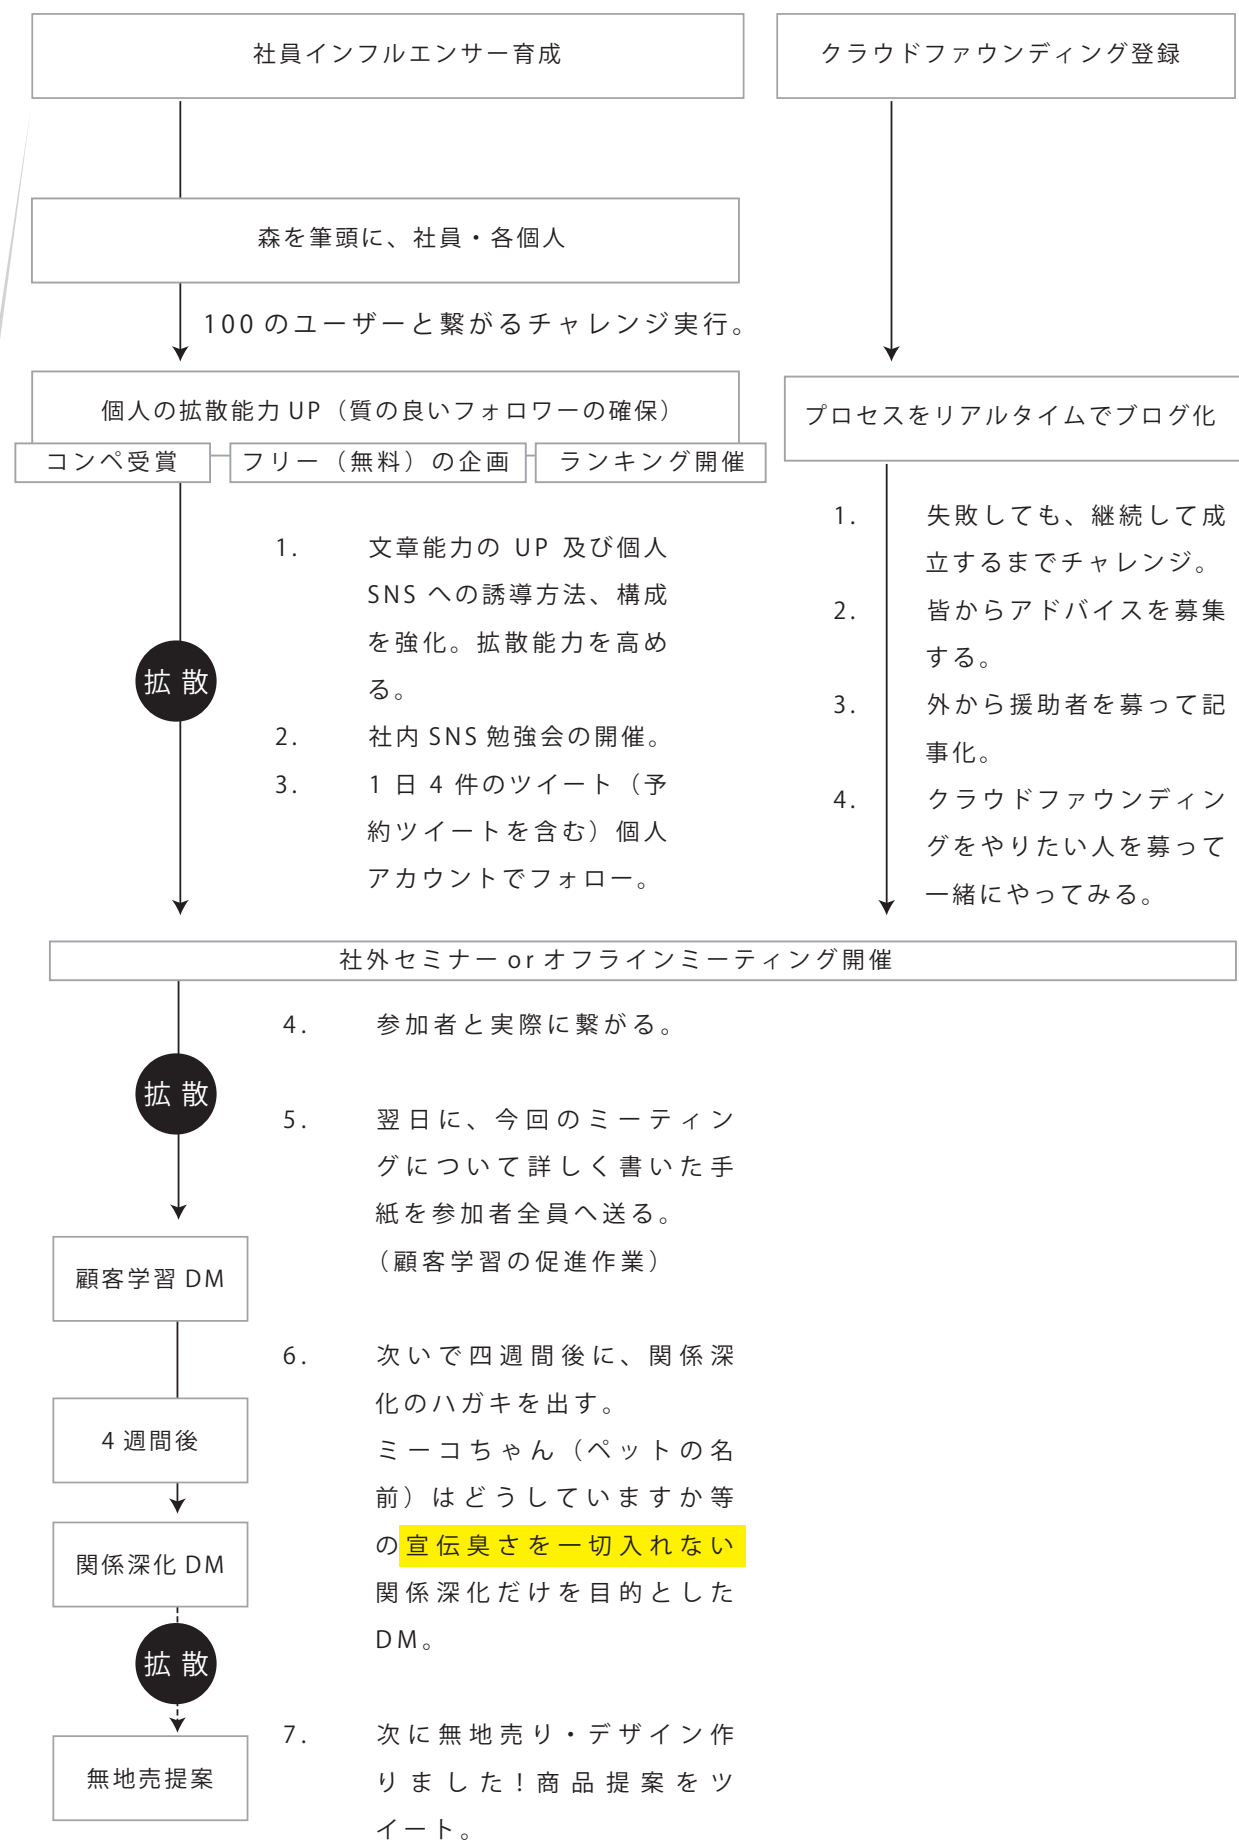 社員インフルエンサー育成
クラウドファウンディング登録
森を筆頭に、社員・各個人
100 のユーザーと繋がるチャレンジ実行。
個人の拡散能力 UP（質の良いフォロワーの確保）
コンペ受賞
フリー（無料）の企画
ランキング開催
プロセスをリアルタイムでブログ化
1. 文章能力の UP 及び個人
SNS への誘導方法、構成
を強化。拡散能力を高め
る。
2. 社内 SNS 勉強会の開催。
3. 1 日 4 件のツイート（予
約ツイートを含む）個人
アカウントでフォロー。
拡散
1. 失敗しても、継続して成
立するまでチャレンジ。
2. 皆からアドバイスを募集
する。
3. 外から援助者を募って記
事化。
4. クラウドファウンディン
グをやりたい人を募って
一緒にやってみる。
社外セミナー or オフラインミーティング開催
4. 参加者と実際に繋がる。
拡散
5. 翌日に、今回のミーティン
グについて詳しく書いた手
紙を参加者全員へ送る。
（顧客学習の促進作業）
顧客学習 DM
6. 次いで四週間後に、関係深
化のハガキを出す。
ミーコちゃん（ペットの名
前）はどうしていますか等
の宣伝臭さを一切入れない
関係深化だけを目的とした
DM。
4 週間後
関係深化 DM
拡散
7. 次に無地売り・デザイン作
りました！商品提案をツ
イート。
無地売提案